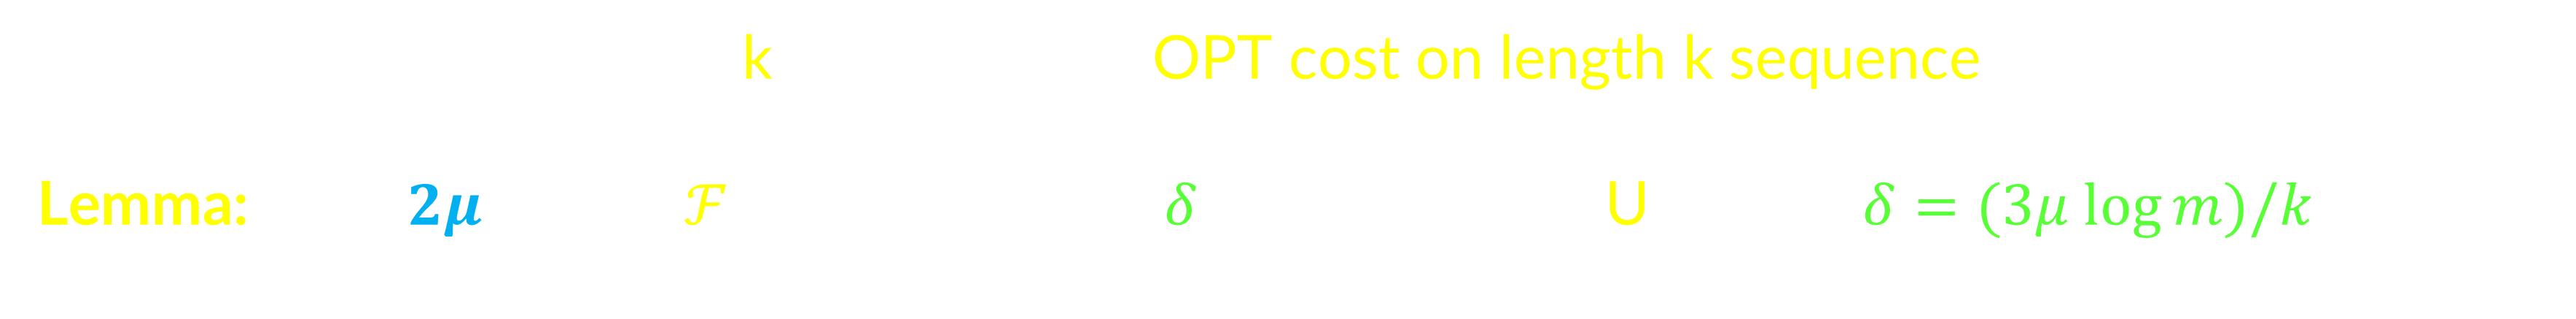 k OPT cost on length k sequence
Lemma: 2μ ℱ δ U δ = (3μ log m)/k